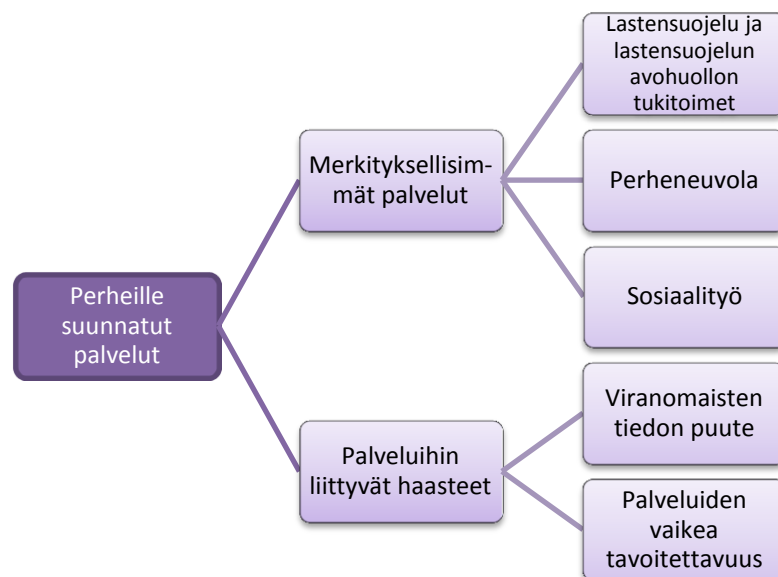 Perheille
suunnatut
palvelut
Merkityksellisim-
mät palvelut
Lastensuojelu ja
lastensuojelun
avohuollon
tukitoimet
Perheneuvola
Sosiaalityö
Palveluihin
liittyvät haasteet
Viranomaisten
tiedon puute
Palveluiden
vaikea
tavoitettavuus